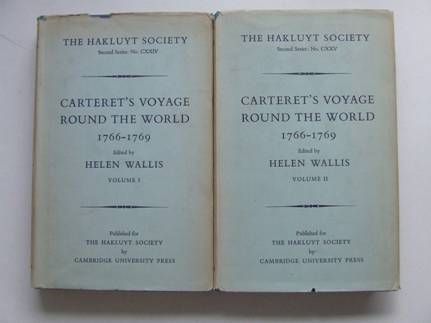 THE HAKLUYT SOCIETY
Second Series: No. CXXIV
CARTERET'S VOYAGE
ROUND THE WORLD
1766-1769
Edited by
HELEN WALLIS
VOLUME I
Published for
THE HAKLUYT SOCIETY
by
CAMBRIDGE UNIVERSITY PRESS
THE HAKLUYT SOCIETY
Second Series: No. CXXV
CARTERET'S VOYAGE
ROUND THE WORLD
1766-1769
Edited by
HELEN WALLIS
VOLUME II
Published for
THE HAKLUYT SOCIETY
by
CAMBRIDGE UNIVERSITY PRESS